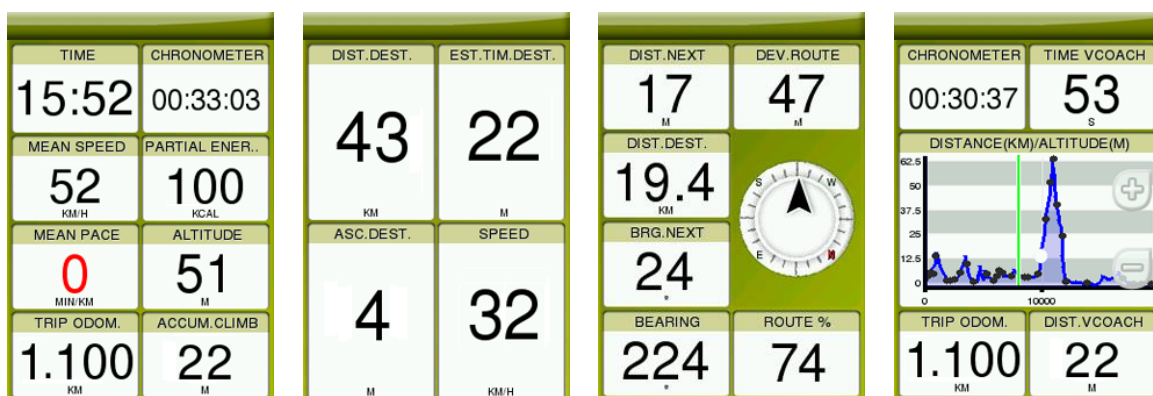 TIME CHRONOMETER
15:52 00:33:03
MEAN SPEED PARTIAL ENER..
52 100
KM/H KCAL
MEAN PACE ALTITUDE
0 51
MIN/KM M
TRIP ODOM. ACCUM.CLIMB
1.100 22
KM M
DIST.DEST. EST.TIM.DEST.
43 22
KM M
ASC.DEST. SPEED
4 32
M KM/H
DIST.NEXT DEV.ROUTE
17 47
M M
DIST.DEST.
19.4
KM
S W
E N
BRG.NEXT
24
°
BEARING ROUTE %
224 74
°
CHRONOMETER TIME VCOACH
00:30:37 53
S
DISTANCE(KM)/ALTITUDE(M)
62.5
50
37.5
25
12.5
0
0 10000
TRIP ODOM. DIST.VCOACH
1.100 22
KM M